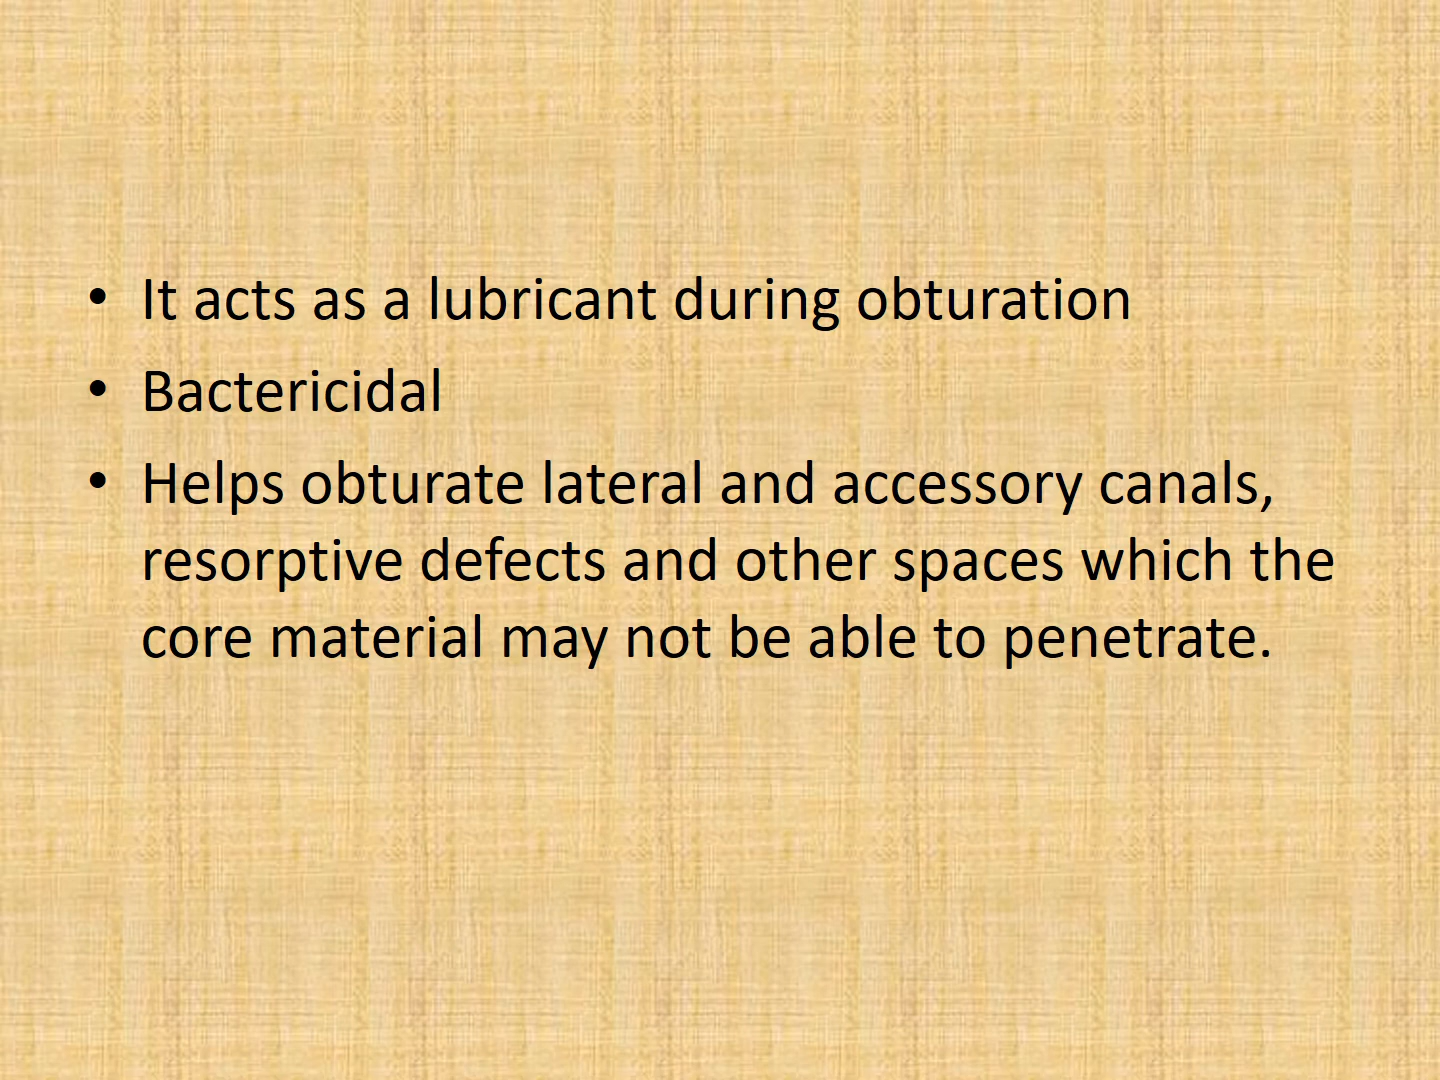 • It acts as a lubricant during obturation
• Bactericidal
• Helps obturate lateral and accessory canals,
resorptive defects and other spaces which the
core material may not be able to penetrate.